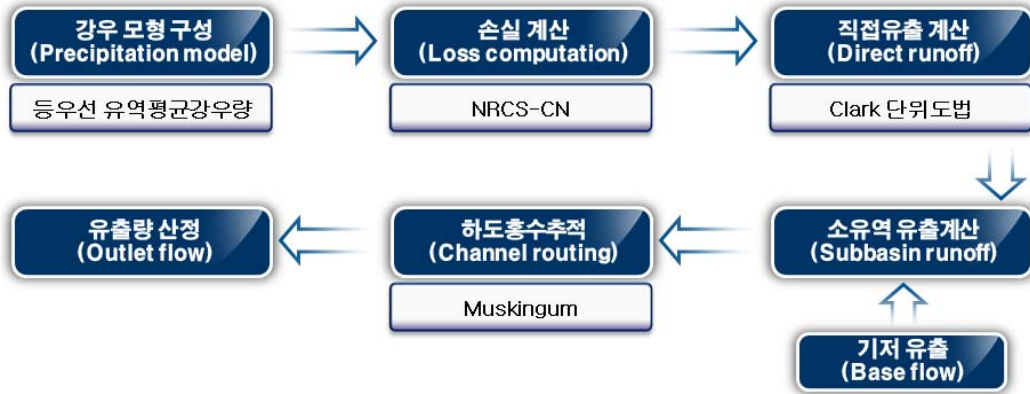 강우 모형 구성
(Precipitation model)
등우선 유역평균강우량
손실 계산
(Loss computation)
NRCS-CN
직접유출 계산
(Direct runoff)
Clark 단위도법
소유역 유출계산
(Subbasin runoff)
기저 유출
(Base flow)
하도홍수추적
(Channel routing)
Muskingum
유출량 산정
(Outlet flow)